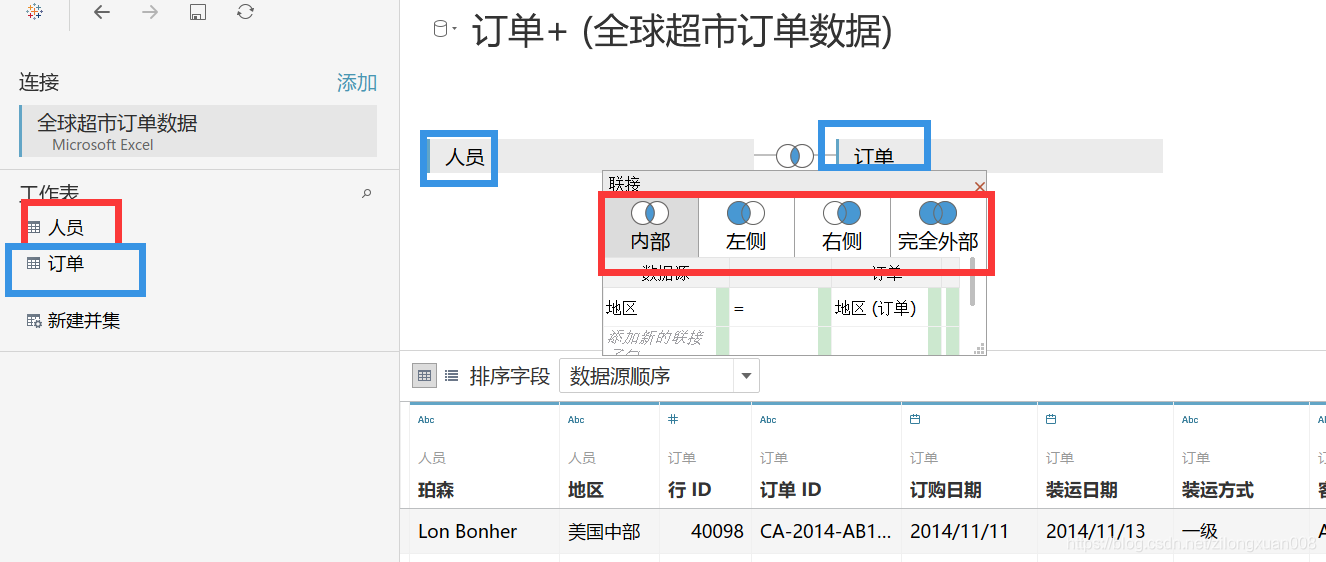 订单+ (全球超市订单数据)
连接
添加
全球超市订单数据
Microsoft Excel
工作表
人员
订单
新建并集
人员
订单
联接
内部 左侧 右侧 完全外部
数据源 订单
地区 = 地区 (订单)
添加新的联接
子句
排序字段 数据源顺序
Abc Abc # Abc Abc
人员 人员 订单 订单 订单 订单 订单
珀森 地区 行 ID 订单 ID 订购日期 装运日期 装运方式
Lon Bonher 美国中部 40098 CA-2014-AB1... 2014/11/11 2014/11/13 一级
https://blog.csdn.net/zilongxuan008